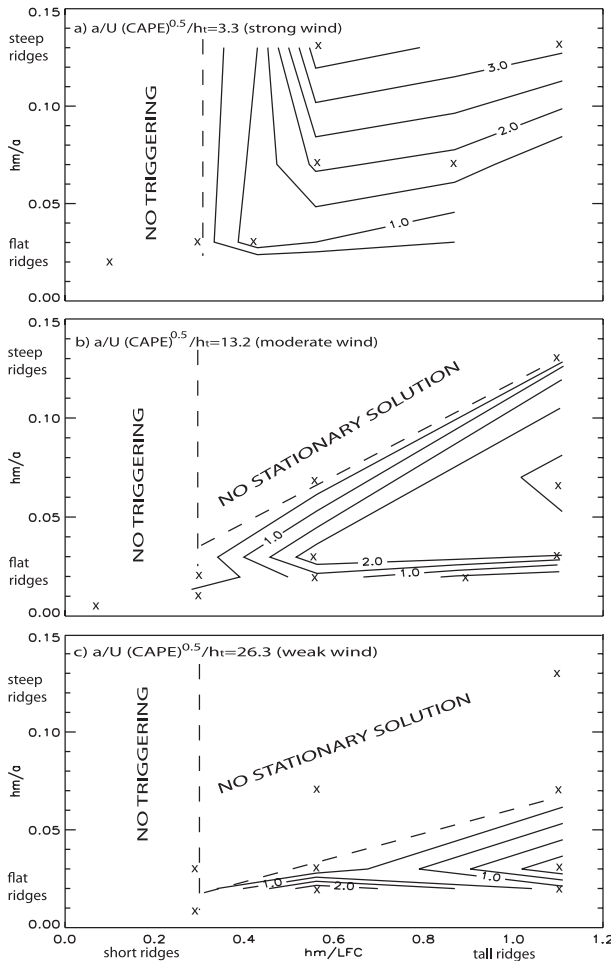 0.15
steep
ridges
a) a/U (CAPE)^0.5/ht=3.3 (strong wind)
NO TRIGGERING
3.0
0.10
hm/a
2.0
x x x x x x x x
0.05
1.0
flat
ridges
0.00
0.15
b) a/U (CAPE)^0.5/ht=13.2 (moderate wind)
steep
ridges
NO TRIGGERING
NO STATIONARY SOLUTION
0.10
hm/a
1.0
0.05
x x x x x x x x x
flat
ridges
2.0
1.0
0.00
0.15
c) a/U (CAPE)^0.5/ht=26.3 (weak wind)
steep
ridges
NO TRIGGERING
NO STATIONARY SOLUTION
0.10
hm/a
x x x x x x x x x
0.05
flat
ridges
1.0
1.0
2.0
0.00
0.0 0.2 0.4 0.6 0.8 1.0 1.2
short ridges hm/LFC tall ridges